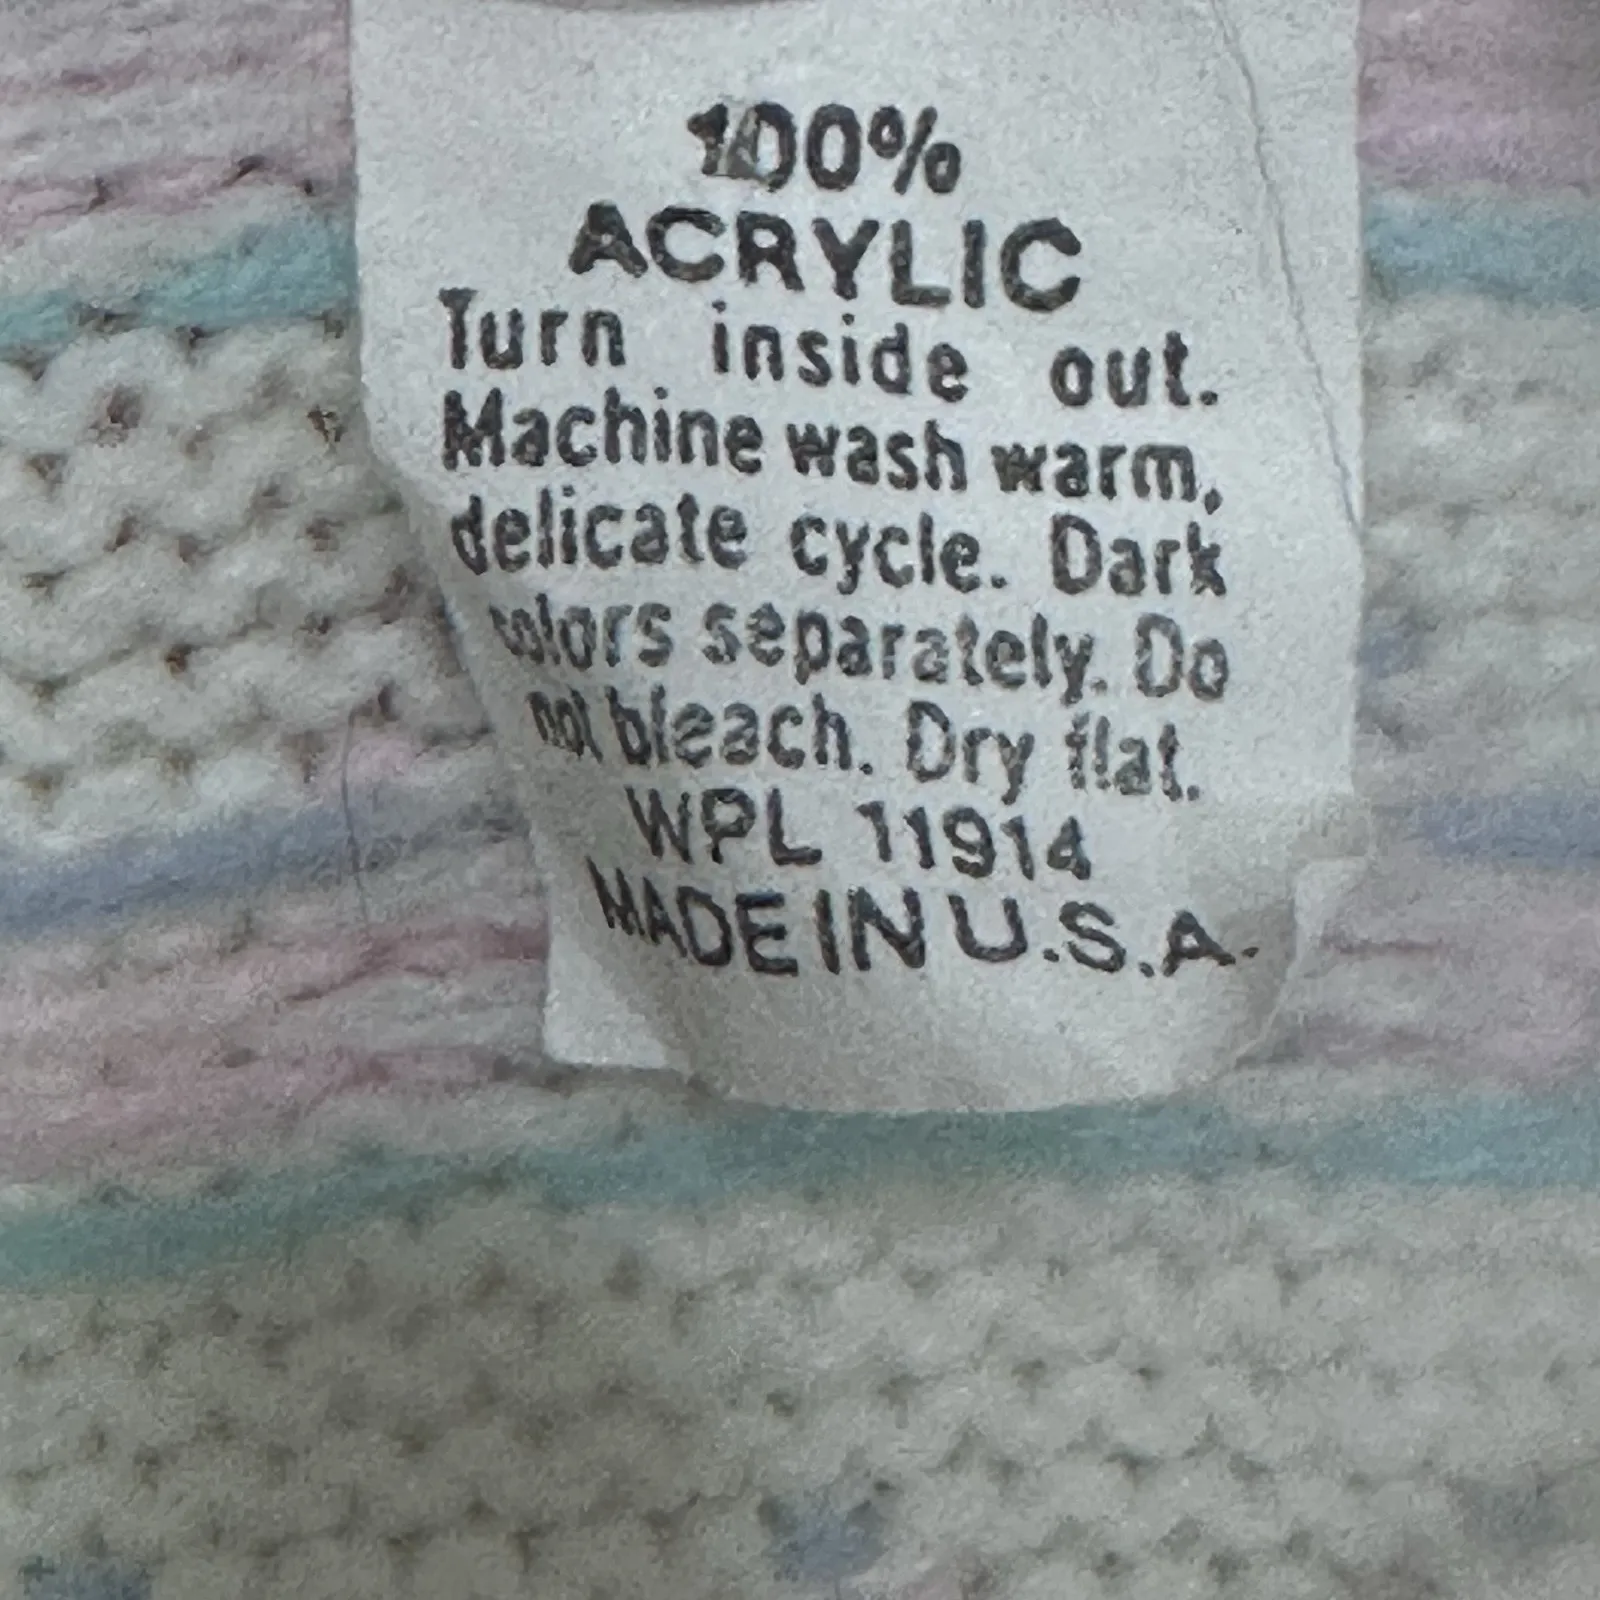 100%
ACRYLIC
Turn inside out.
Machine wash warm,
delicate cycle. Dark
colors separately. Do
not bleach. Dry flat.
WPL 11914
MADE IN U.S.A.